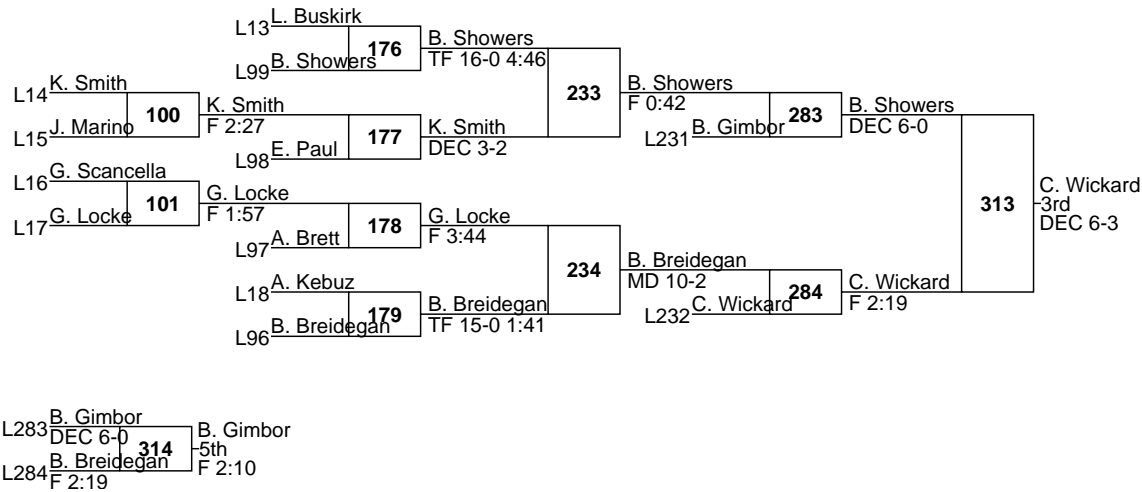 L13 L. Buskirk
176
B. Showers
TF 16-0 4:46
L99 B. Showers
L14 K. Smith
100
K. Smith
F 2:27
L15 J. Marino
177
K. Smith
DEC 3-2
L98 E. Paul
233
B. Showers
F 0:42
L231 B. Gimbor
283
B. Showers
DEC 6-0
L16 G. Scancella
101
G. Locke
F 1:57
L17 G. Locke
178
G. Locke
F 3:44
L97 A. Brett
L18 A. Kebuz
179
B. Breidegan
TF 15-0 1:41
L96 B. Breidegan
234
B. Breidegan
MD 10-2
L232 C. Wickard
284
C. Wickard
F 2:19
313
C. Wickard
3rd
DEC 6-3
L283 B. Gimbor
DEC 6-0
314
B. Gimbor
5th
F 2:10
L284 B. Breidegan
F 2:19